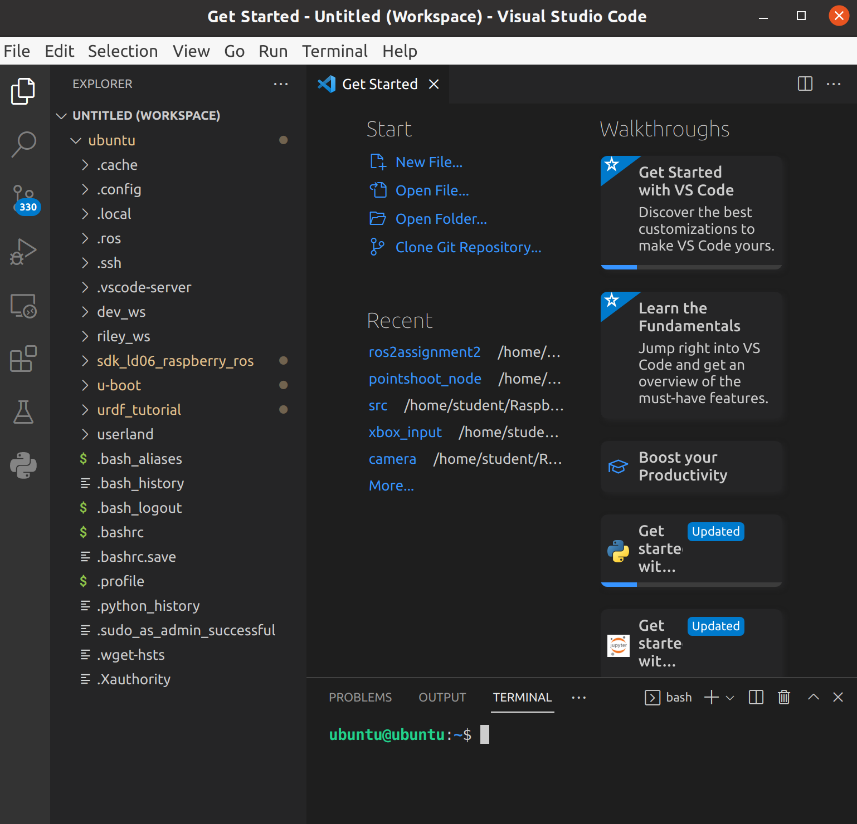 Get Started - Untitled (Workspace) - Visual Studio Code
File Edit Selection View Go Run Terminal Help
EXPLORER
UNTITLED (WORKSPACE)
ubuntu
.cache
.config
.local
.ros
.ssh
.vscode-server
dev_ws
riley_ws
sdk_ld06_raspberry_ros
u-boot
urdf_tutorial
userland
$ .bash_aliases
.bash_history
$ .bash_logout
$ .bashrc
.bashrc.save
$ .profile
.python_history
.sudo_as_admin_successful
.wget-hsts
.Xauthority
330
Get Started
Start
New File...
Open File...
Open Folder...
Clone Git Repository...
Recent
ros2assignment2 /home/...
pointshoot_node /home/...
src /home/student/Raspb...
xbox_input /home/stude...
camera /home/student/R...
More...
Walkthroughs
Get Started
with VS Code
Discover the best
customizations to
make VS Code yours.
Learn the
Fundamentals
Jump right into VS
Code and get an
overview of the
must-have features.
Boost your
Productivity
Get Updated
starte
wit...
Get Updated
starte
wit...
jupyter
PROBLEMS OUTPUT TERMINAL ... bash
ubuntu@ubuntu:~$